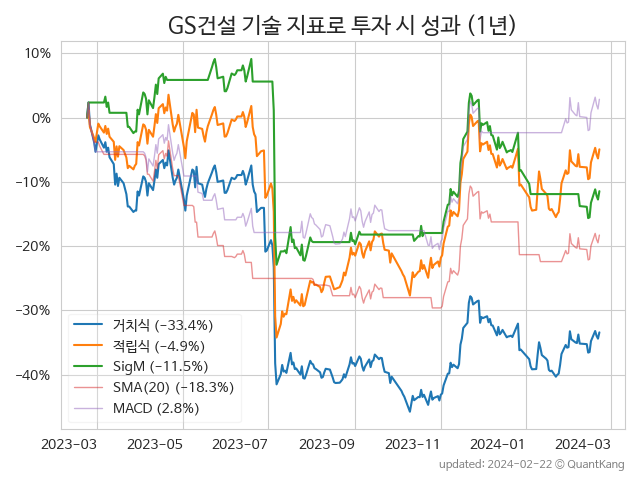 GS건설 기술 지표로 투자 시 성과 (1년)
10%
0%
−10%
−20%
−30%
−40%
거치식 (−33.4%)
적립식 (−4.9%)
SigM (−11.5%)
SMA(20) (−18.3%)
MACD (2.8%)
2023-03
2023-05
2023-07
2023-09
2023-11
2024-01
2024-03
updated: 2024-02-22 © QuantKang